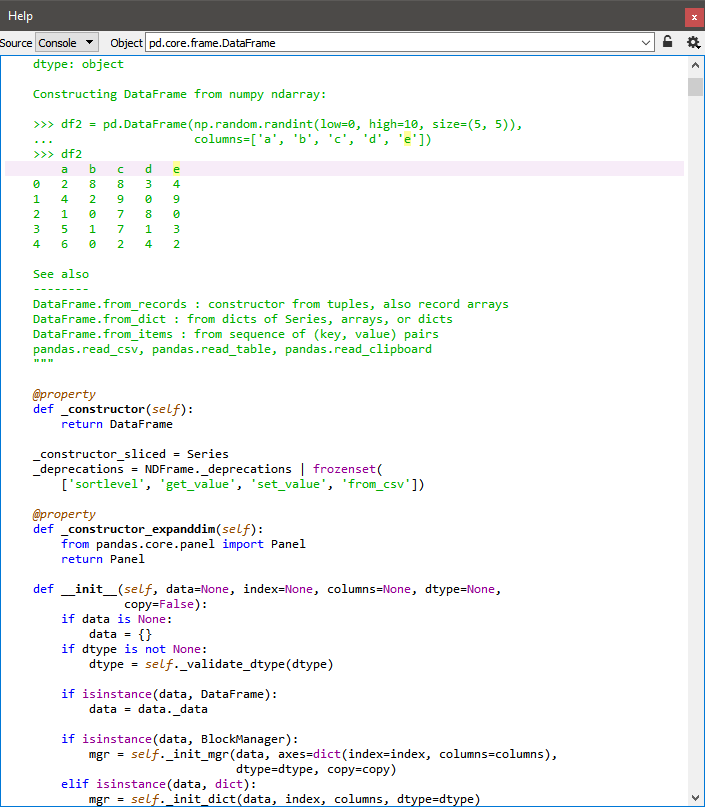 Help
x
Source Console Object pd.core.frame.DataFrame
dtype: object
Constructing DataFrame from numpy ndarray:
>>> df2 = pd.DataFrame(np.random.randint(low=0, high=10, size=(5, 5)),
... columns=['a', 'b', 'c', 'd', 'e'])
>>> df2
a b c d e
0 2 8 8 3 4
1 4 2 9 0 9
2 1 0 7 8 0
3 5 1 7 1 3
4 6 0 2 4 2
See also
--------
DataFrame.from_records : constructor from tuples, also record arrays
DataFrame.from_dict : from dicts of Series, arrays, or dicts
DataFrame.from_items : from sequence of (key, value) pairs
pandas.read_csv, pandas.read_table, pandas.read_clipboard
"""
@property
def _constructor(self):
return DataFrame
_constructor_sliced = Series
_deprecations = NDFrame._deprecations | frozenset(
['sortlevel', 'get_value', 'set_value', 'from_csv'])
@property
def _constructor_expanddim(self):
from pandas.core.panel import Panel
return Panel
def __init__(self, data=None, index=None, columns=None, dtype=None,
copy=False):
if data is None:
data = {}
if dtype is not None:
dtype = self._validate_dtype(dtype)
if isinstance(data, DataFrame):
data = data._data
if isinstance(data, BlockManager):
mgr = self._init_mgr(data, axes=dict(index=index, columns=columns),
dtype=dtype, copy=copy)
elif isinstance(data, dict):
mgr = self._init_dict(data, index, columns, dtype=dtype)